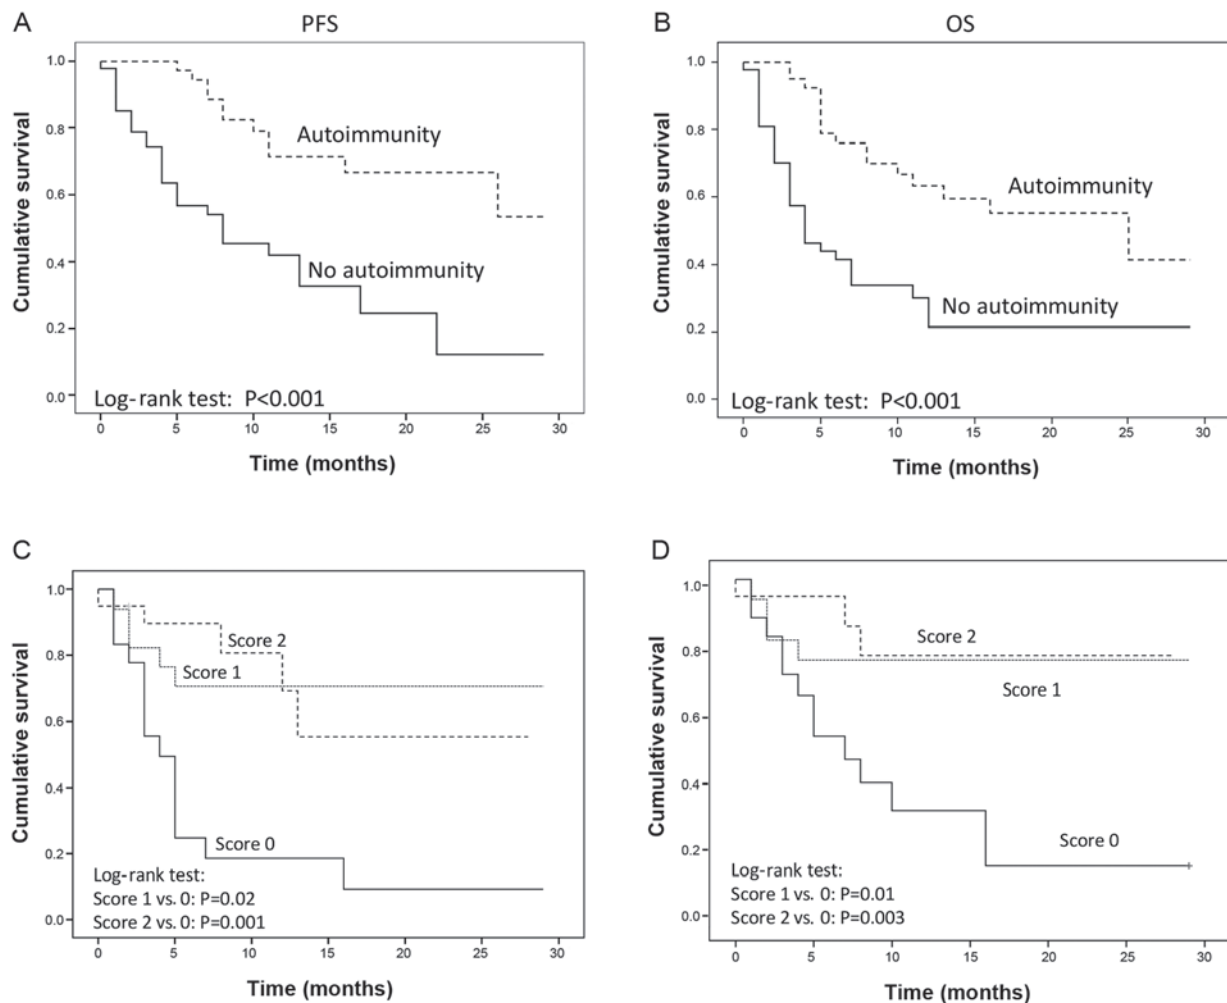 A
PFS
1.0
0.8
0.6
0.4
0.2
0.0
Cumulative survival
Autoimmunity
No autoimmunity
Log-rank test: P<0.001
0 5 10 15 20 25 30
Time (months)
B
OS
1.0
0.8
0.6
0.4
0.2
0.0
Cumulative survival
Autoimmunity
No autoimmunity
Log-rank test: P<0.001
0 5 10 15 20 25 30
Time (months)
C
1.0
0.8
0.6
0.4
0.2
0.0
Cumulative survival
Score 2
Score 1
Score 0
Log-rank test:
Score 1 vs. 0: P=0.02
Score 2 vs. 0: P=0.001
0 5 10 15 20 25 30
Time (months)
D
1.0
0.8
0.6
0.4
0.2
0.0
Cumulative survival
Score 2
Score 1
Score 0
Log-rank test:
Score 1 vs. 0: P=0.01
Score 2 vs. 0: P=0.003
0 5 10 15 20 25 30
Time (months)